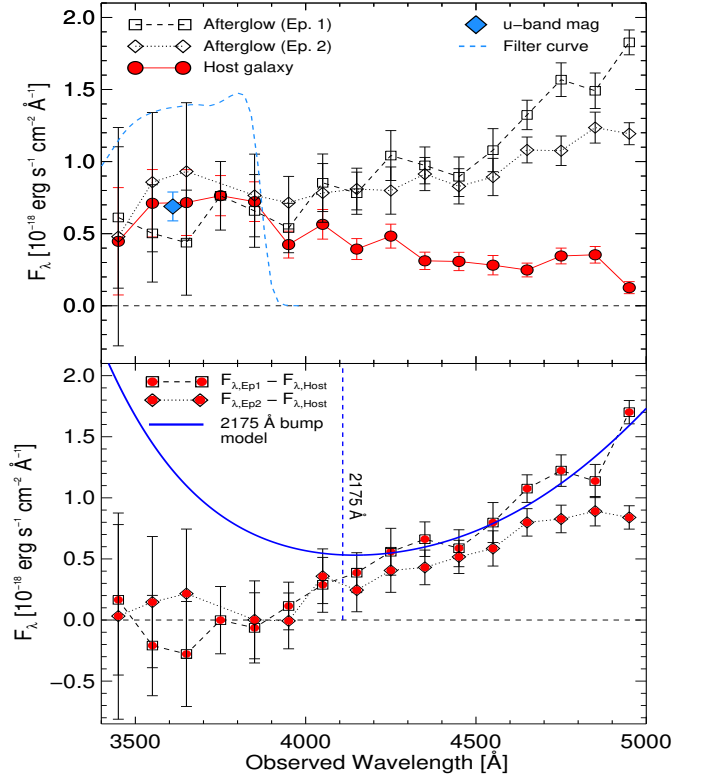 Afterglow (Ep. 1)
Afterglow (Ep. 2)
Host galaxy
u-band mag
Filter curve
2.0
1.5
1.0
0.5
0.0
F_λ [10⁻¹⁸ erg s⁻¹ cm⁻² Å⁻¹]
F_λ,Ep1 − F_λ,Host
F_λ,Ep2 − F_λ,Host
2175 Å bump
model
2175 Å
2.0
1.5
1.0
0.5
0.0
−0.5
F_λ [10⁻¹⁸ erg s⁻¹ cm⁻² Å⁻¹]
3500 4000 4500 5000
Observed Wavelength [Å]